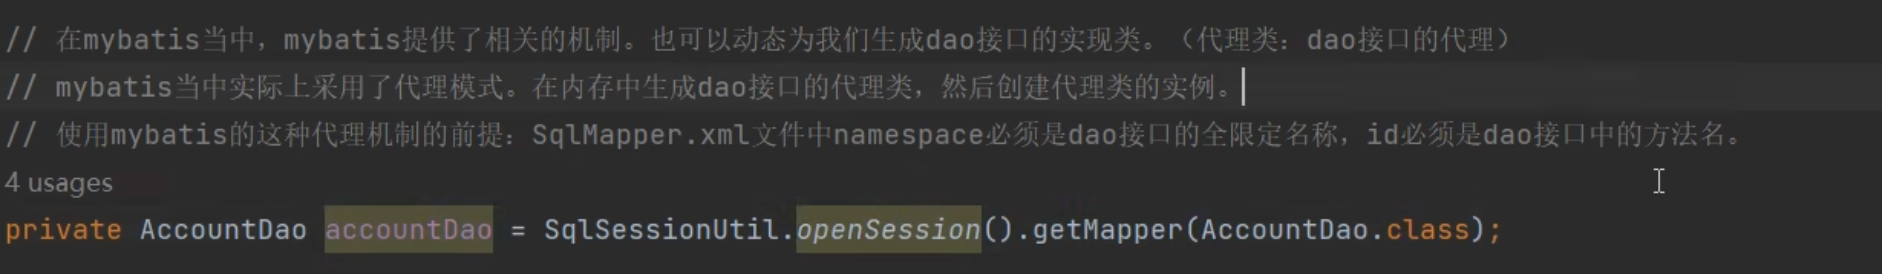 // 在mybatis当中，mybatis提供了相关的机制。也可以动态为我们生成dao接口的实现类。（代理类：dao接口的代理）
// mybatis当中实际上采用了代理模式。在内存中生成dao接口的代理类，然后创建代理类的实例。
// 使用mybatis的这种代理机制的前提：SqlMapper.xml文件中namespace必须是dao接口的全限定名称，id必须是dao接口中的方法名。
4 usages
private AccountDao accountDao = SqlSessionUtil.openSession().getMapper(AccountDao.class);